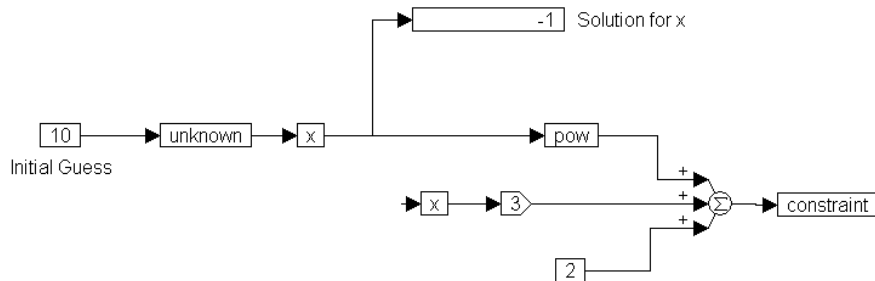 -1 Solution for x
10 unknown x pow
Initial Guess
+
x 3 + Σ constraint
+
2